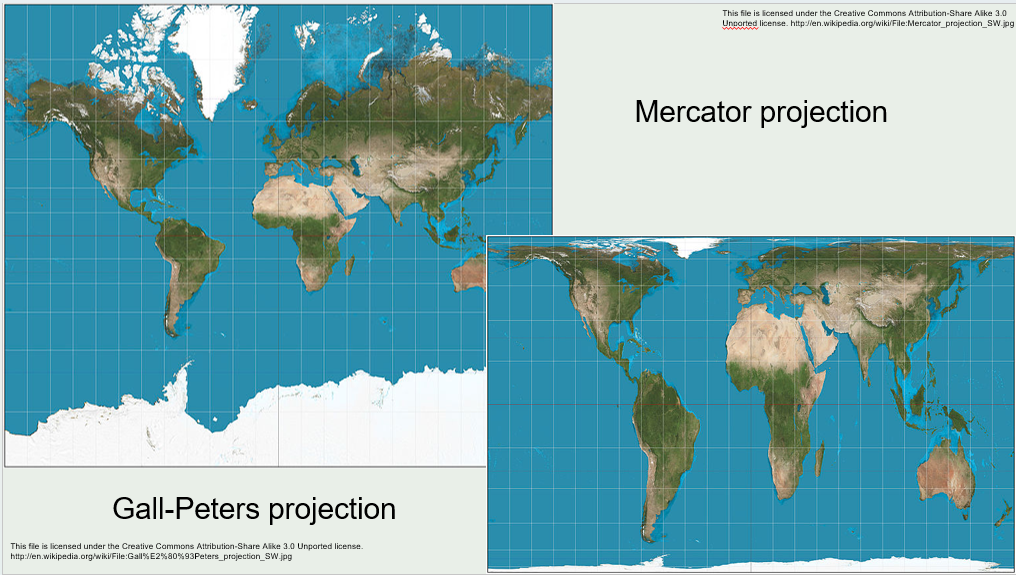 This file is licensed under the Creative Commons Attribution-Share Alike 3.0
Unported license. http://en.wikipedia.org/wiki/File:Mercator_projection_SW.jpg
Mercator projection
Gall-Peters projection
This file is licensed under the Creative Commons Attribution-Share Alike 3.0 Unported license.
http://en.wikipedia.org/wiki/File:Gall%E2%80%93Peters_projection_SW.jpg